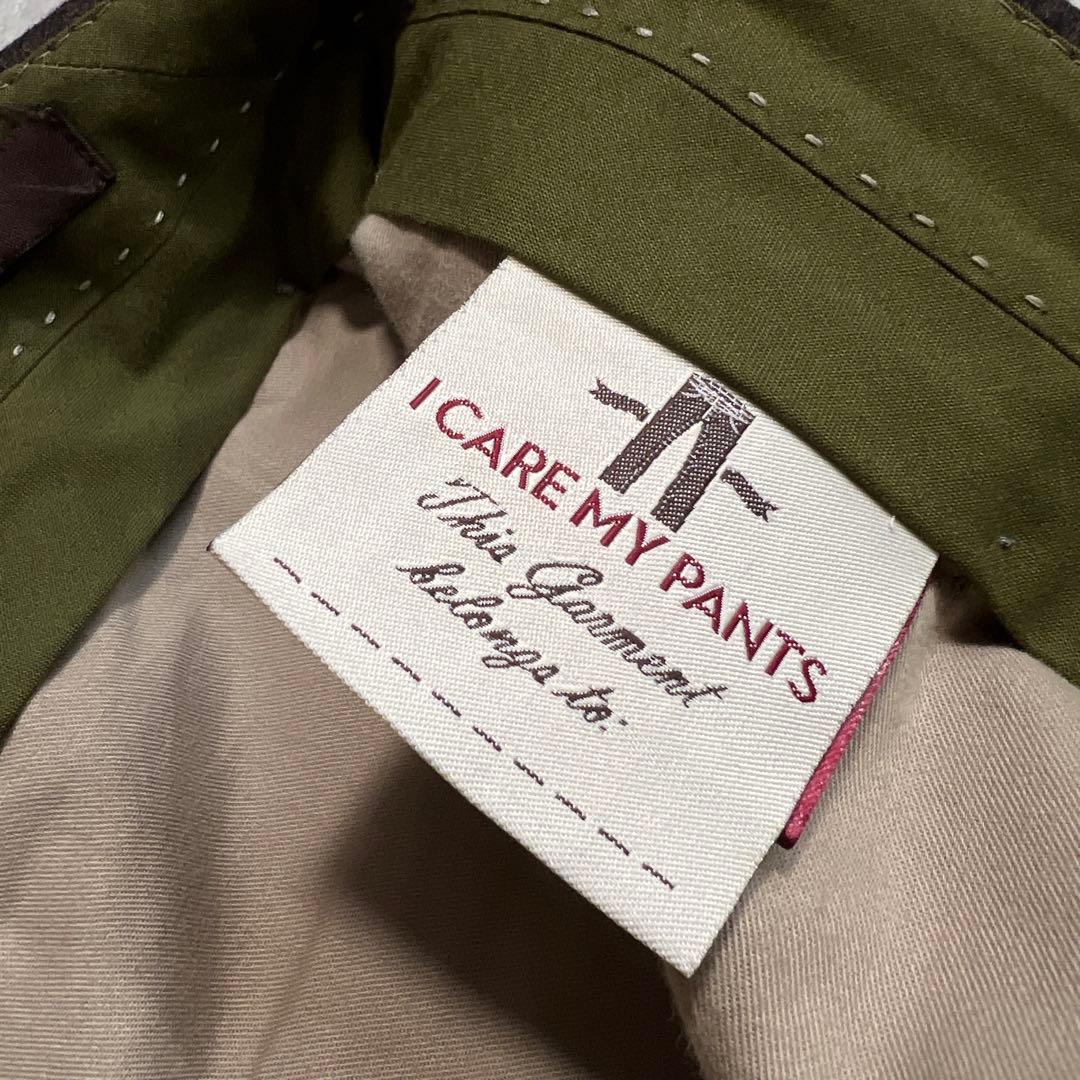 I CARE MY PANTS
This Garment
belongs to: